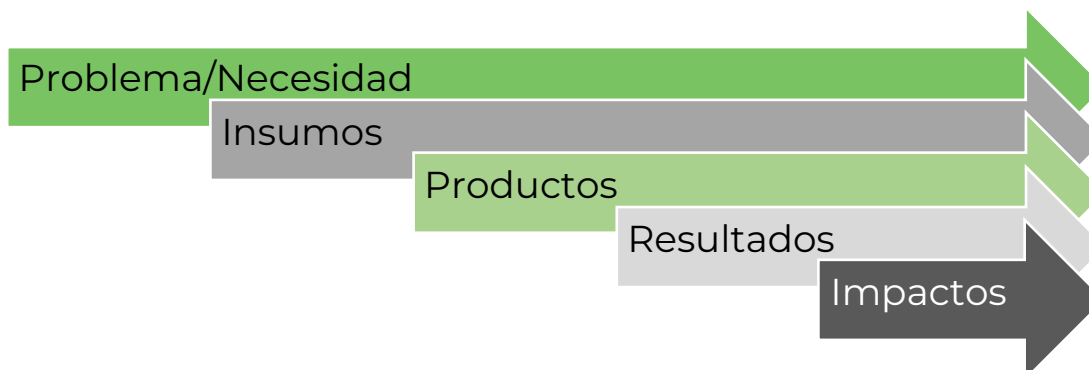 Problema/Necesidad
Insumos
Productos
Resultados
Impactos